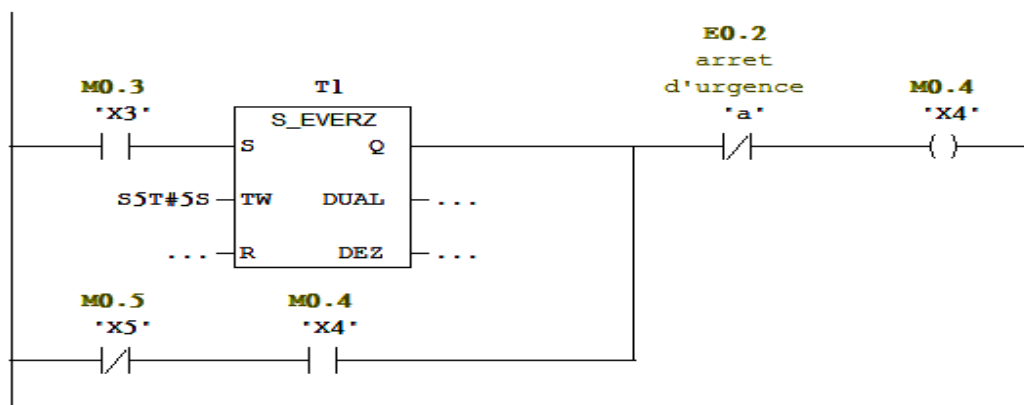 E0.2
arret
d'urgence
"a"
M0.3
"X3"
T1
M0.4
"X4"
S_EVERZ
S Q
S5T#5S TW DUAL ...
... R DEZ ...
M0.5
"X5"
M0.4
"X4"